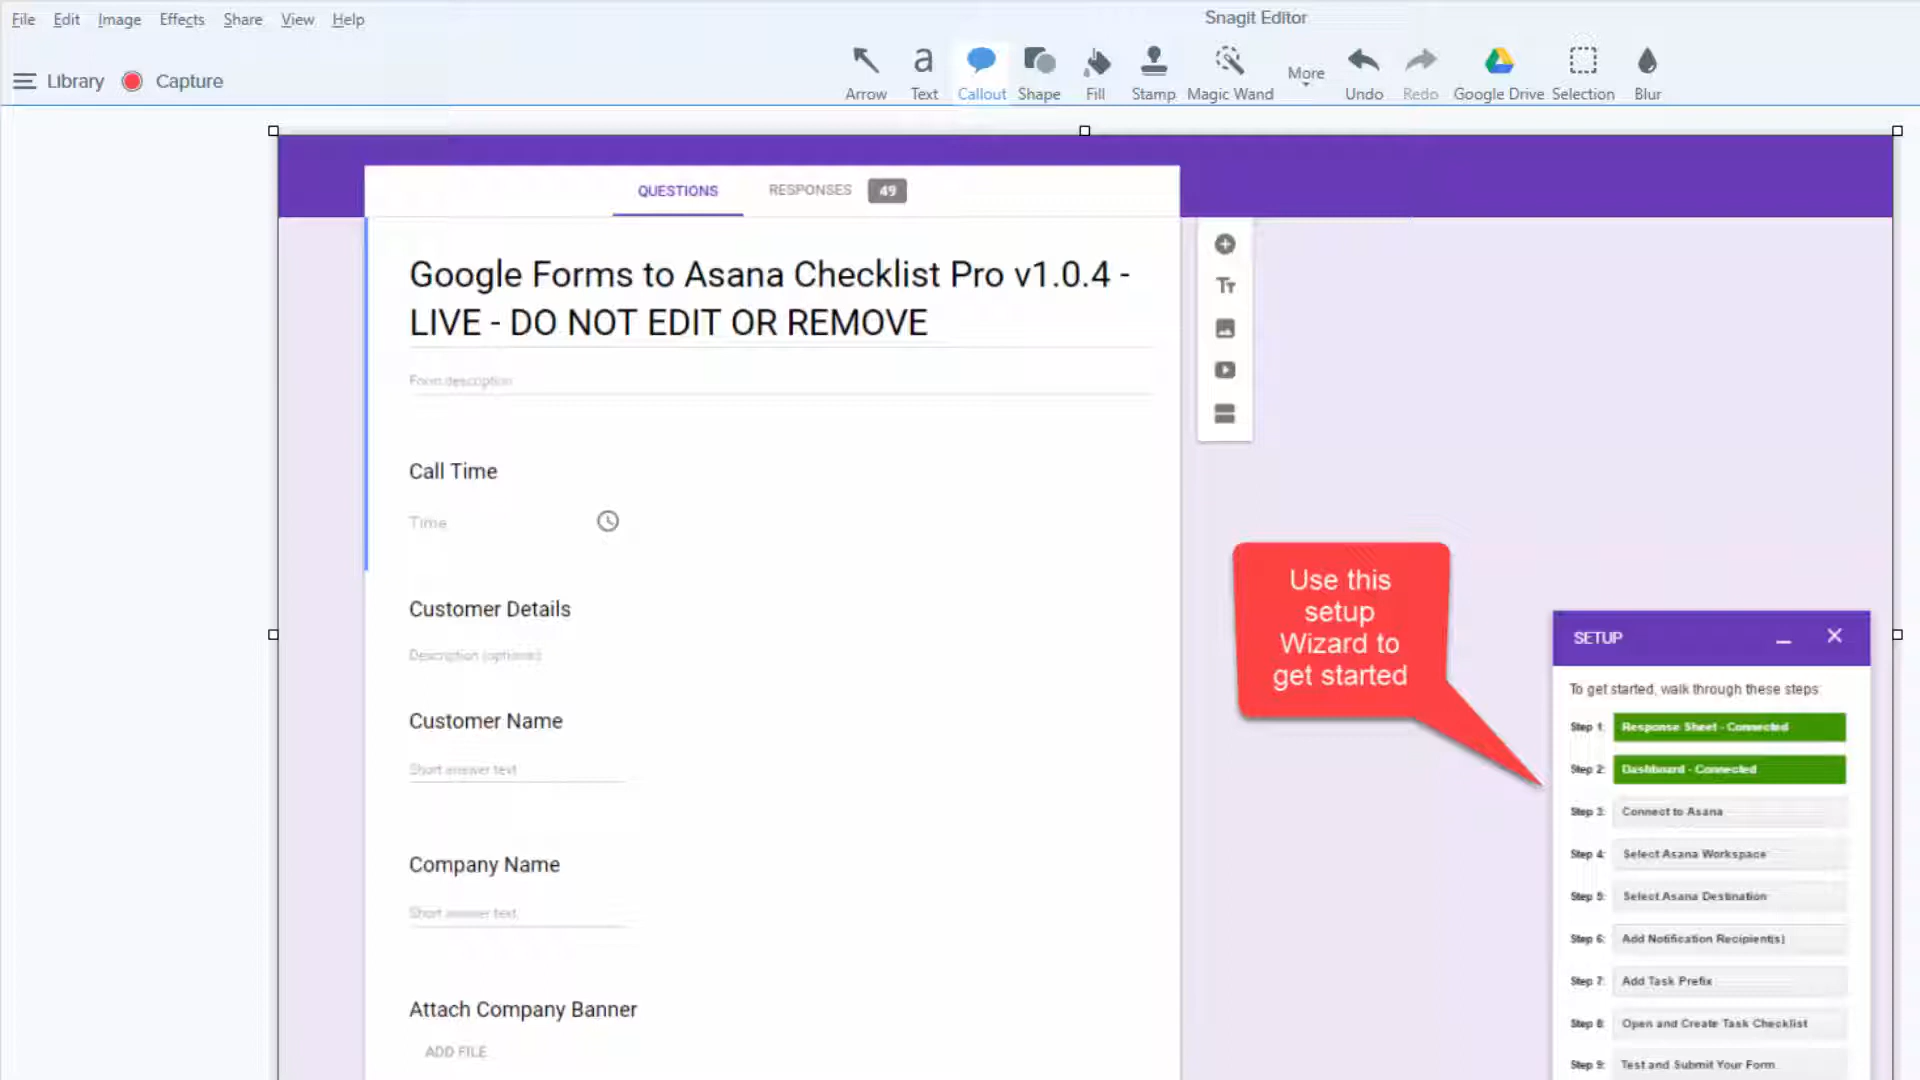 File Edit Image Effects Share View Help
Snagit Editor
Library Capture
Arrow Text Callout Shape Fill Stamp Magic Wand More Undo Redo Google Drive Selection Blur
QUESTIONS RESPONSES 49
Google Forms to Asana Checklist Pro v1.0.4 -
LIVE - DO NOT EDIT OR REMOVE
Form description
Call Time
Time
Customer Details
Description (optional)
Customer Name
Short answer text
Company Name
Short answer text
Attach Company Banner
ADD FILE
Use this
setup
Wizard to
get started
SETUP
To get started, walk through these steps:
Step 1: Response Sheet - Connected
Step 2: Dashboard - Connected
Step 3: Connect to Asana
Step 4: Select Asana Workspace
Step 5: Select Asana Destination
Step 6: Add Notification Recipient(s)
Step 7: Add Task Prefix
Step 8: Open and Create Task Checklist
Step 9: Test and Submit Your Form